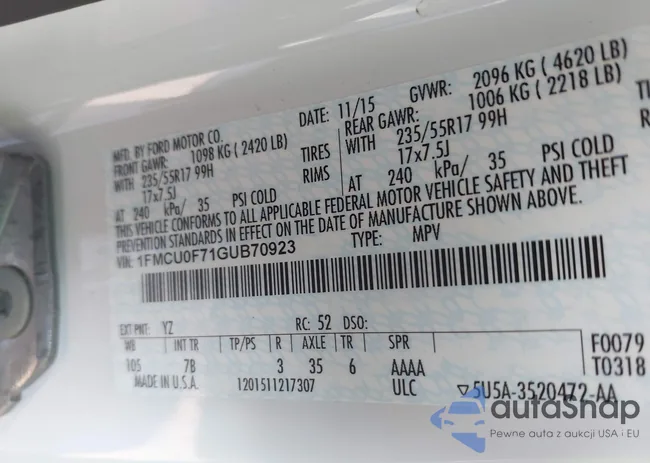 MFD. BY FORD MOTOR CO.
DATE: 11/15
GVWR: 2096 KG ( 4620 LB)
FRONT GAWR: 1098 KG ( 2420 LB)
REAR GAWR: 1006 KG ( 2218 LB)
WITH 235/55R17 99H TIRES WITH 235/55R17 99H TIRES
17x7.5J RIMS 17x7.5J
AT 240 kPa/ 35 PSI COLD AT 240 kPa/ 35 PSI COLD
THIS VEHICLE CONFORMS TO ALL APPLICABLE FEDERAL MOTOR VEHICLE SAFETY AND THEFT
PREVENTION STANDARDS IN EFFECT ON THE DATE OF MANUFACTURE SHOWN ABOVE.
VIN: 1FMCU0F71GUB70923
TYPE: MPV
EXT PNT: YZ RC: 52 DSO:
WB INT TR TP/PS R AXLE TR SPR
105 7B 3 35 6 AAAA
F0079
T0318
MADE IN U.S.A. 1201511217307 ULC ▽5U5A-3520472-AA
autaShap
Pewne auta z aukcji USA i EU